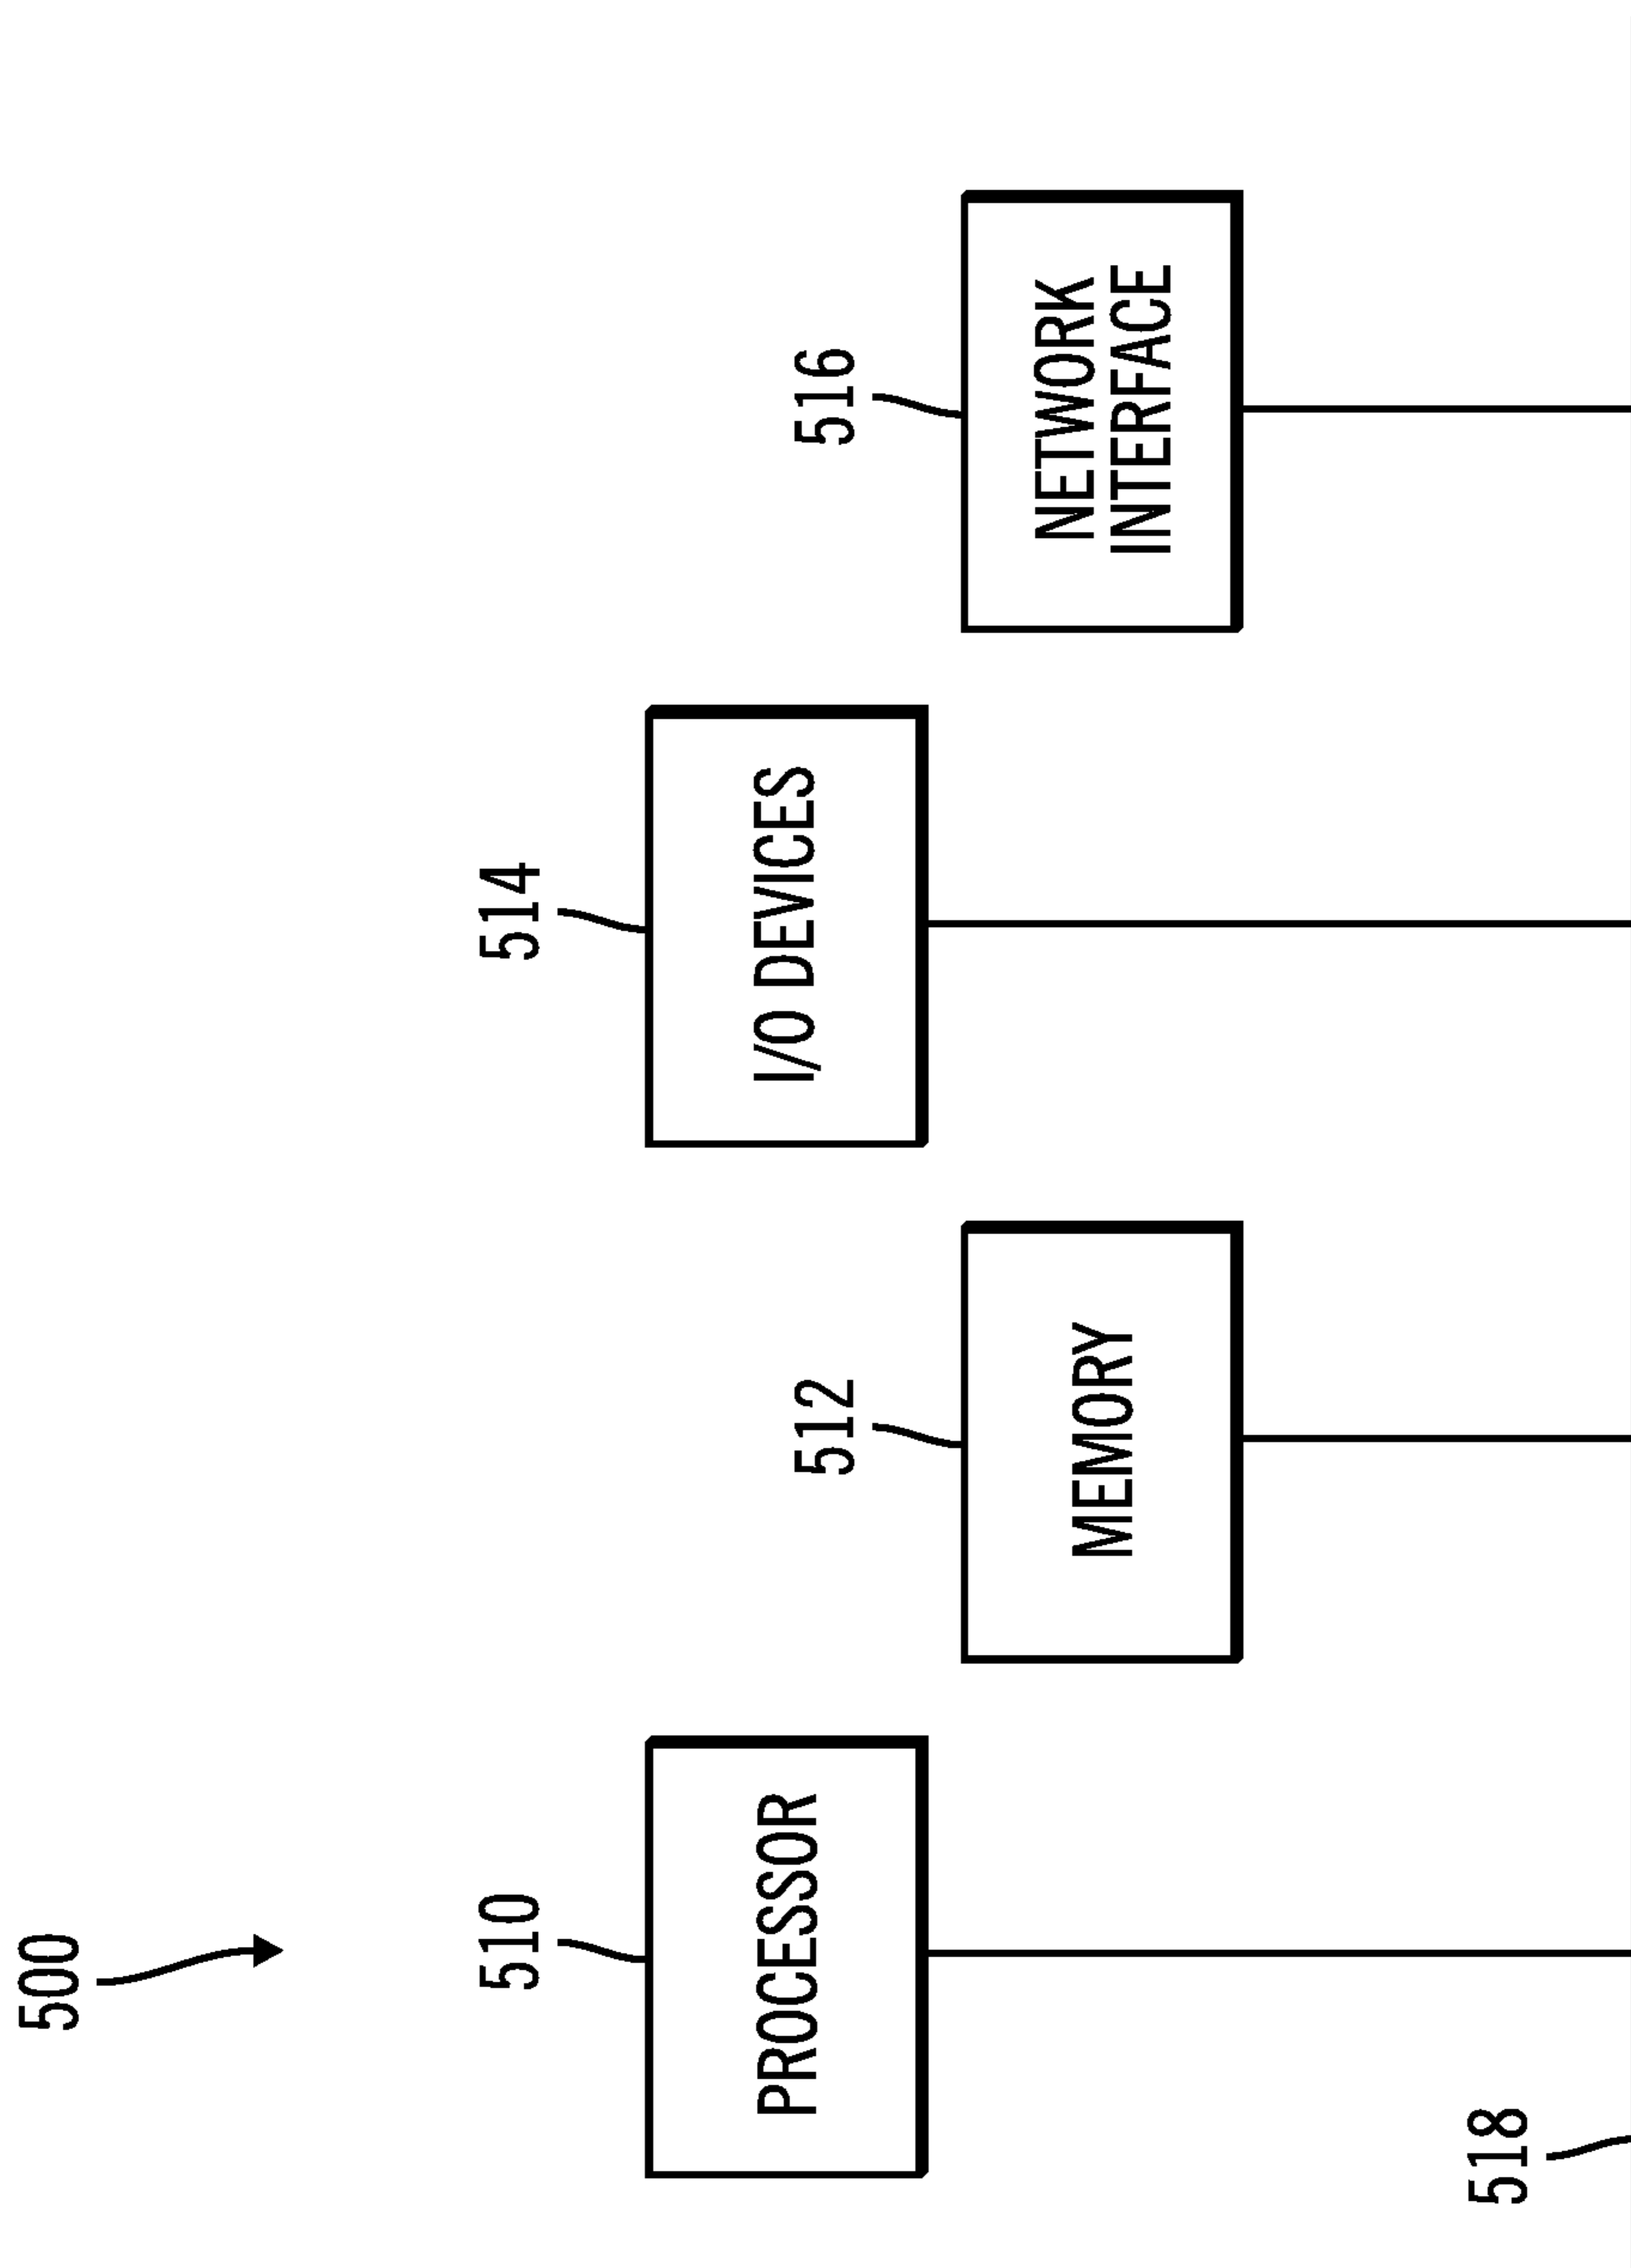 500
510
PROCESSOR
512
MEMORY
514
I/O DEVICES
516
NETWORK
INTERFACE
518